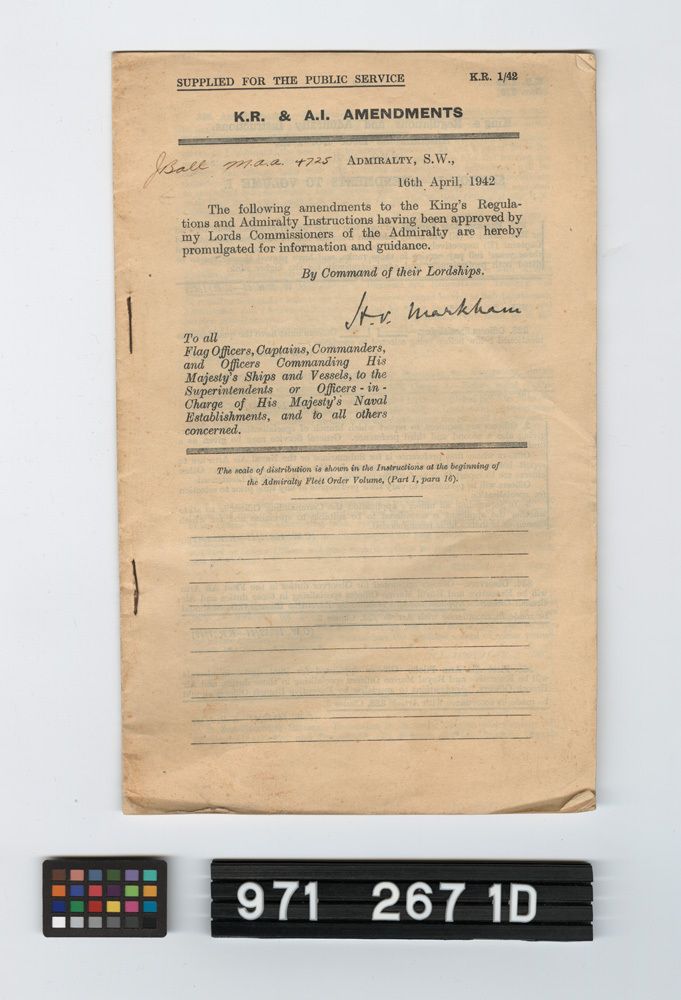 SUPPLIED FOR THE PUBLIC SERVICE K.R. 1/42
K.R. & A.I. AMENDMENTS
JBall M.a.a. 4725 ADMIRALTY, S.W.,
16th April, 1942
The following amendments to the King's Regula-
tions and Admiralty Instructions having been approved by
my Lords Commissioners of the Admiralty are hereby
promulgated for information and guidance.
By Command of their Lordships.
H.V. Markham
To all
Flag Officers, Captains, Commanders,
and Officers Commanding His
Majesty's Ships and Vessels, to the
Superintendents or Officers-in-
Charge of His Majesty's Naval
Establishments, and to all others
concerned.
The scale of distribution is shown in the Instructions at the beginning of
the Admiralty Fleet Order Volume, (Part I, para 16).
971 267 1D